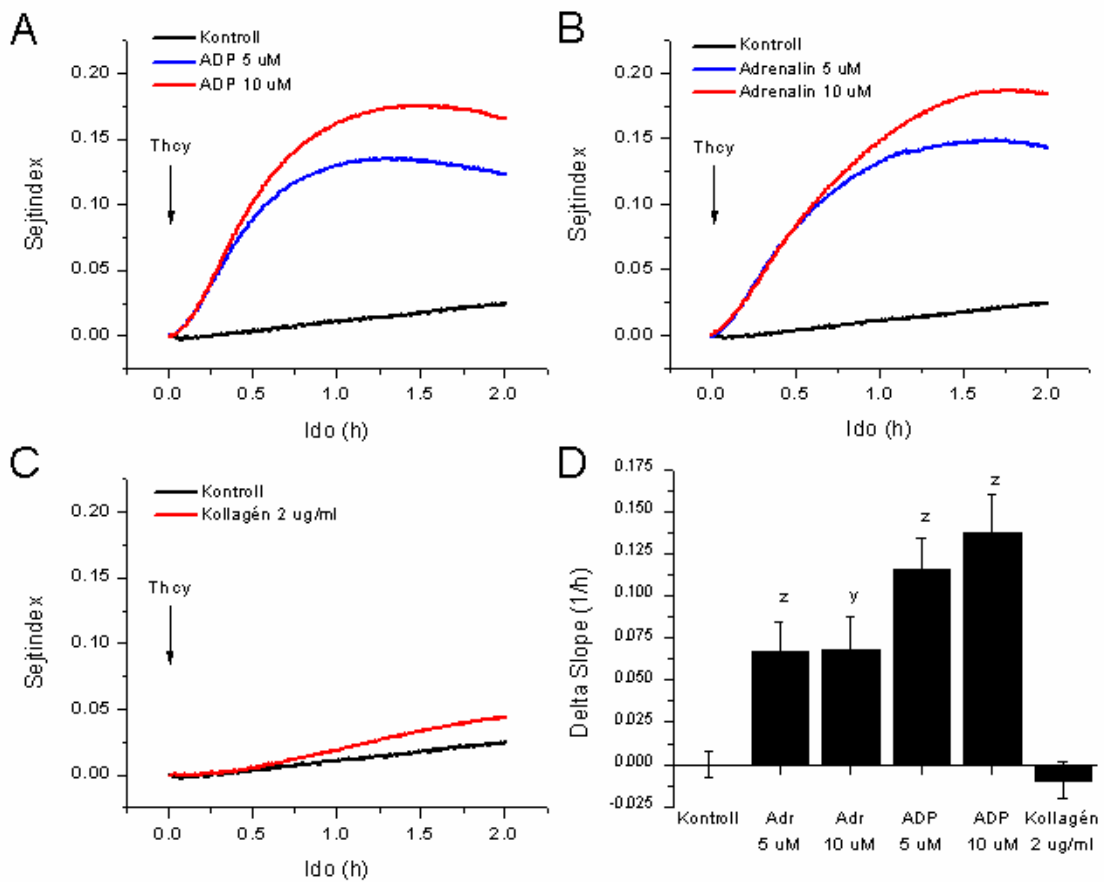 A
Kontroll
ADP 5 uM
ADP 10 uM
0.20
0.15
0.10
0.05
0.00
Thcy
Sejtindex
0.0 0.5 1.0 1.5 2.0
Ido (h)
B
Kontroll
Adrenalin 5 uM
Adrenalin 10 uM
0.20
0.15
0.10
0.05
0.00
Thcy
Sejtindex
0.0 0.5 1.0 1.5 2.0
Ido (h)
C
Kontroll
Kollagén 2 ug/ml
0.20
0.15
0.10
0.05
0.00
Thcy
Sejtindex
0.0 0.5 1.0 1.5 2.0
Ido (h)
D
0.175
0.150
0.125
0.100
0.075
0.050
0.025
0.000
-0.025
Delta Slope (1/h)
z y z z
Kontroll Adr Adr ADP ADP Kollagén
5 uM 10 uM 5 uM 10 uM 2 ug/ml